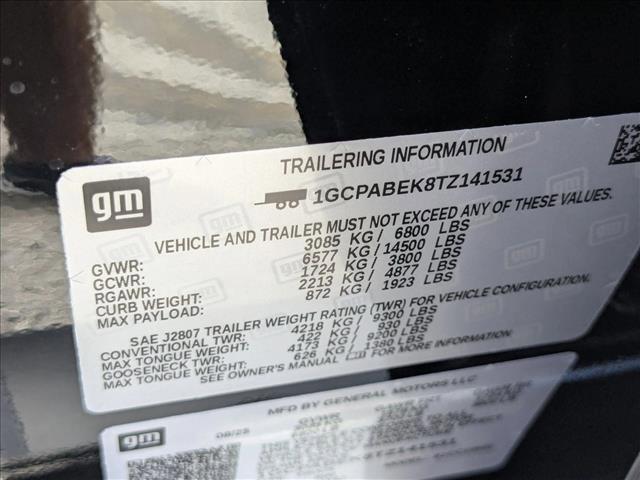 TRAILERING INFORMATION
gm
1GCPABEK8TZ141531
VEHICLE AND TRAILER MUST NOT EXCEED ANY OF THESE VALUES.
GVWR: 3085 KG / 6800 LBS
GCWR: 6577 KG / 14500 LBS
RGAWR: 1724 KG / 3800 LBS
CURB WEIGHT: 2213 KG / 4877 LBS
MAX PAYLOAD: 872 KG / 1923 LBS
SAE J2807 TRAILER WEIGHT RATING (TWR) FOR VEHICLE CONFIGURATION.
CONVENTIONAL TWR: 4218 KG / 9300 LBS
MAX TONGUE WEIGHT: 422 KG / 930 LBS
GOOSENECK TWR: 4173 KG / 9200 LBS
MAX TONGUE WEIGHT: 626 KG / 1380 LBS
SEE OWNER'S MANUAL FOR MORE INFORMATION
MFD BY GENERAL MOTORS LLC
gm
08/25 GVWR